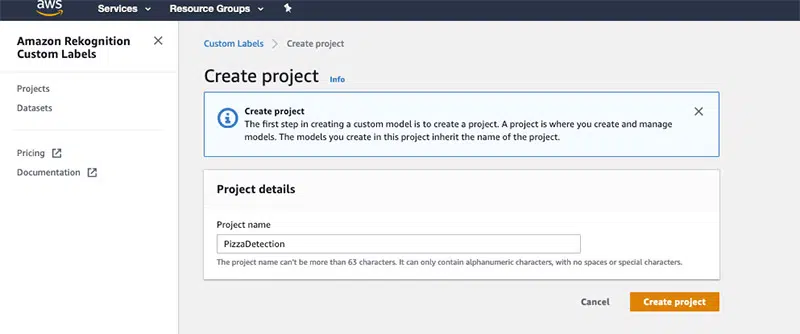 aws Services Resource Groups
Amazon Rekognition
Custom Labels
Projects
Datasets
Pricing
Documentation
Custom Labels Create project
Create project Info
Create project
The first step in creating a custom model is to create a project. A project is where you create and manage
models. The models you create in this project inherit the name of the project.
Project details
Project name
PizzaDetection
The project name can't be more than 63 characters. It can only contain alphanumeric characters, with no spaces or special characters.
Cancel Create project